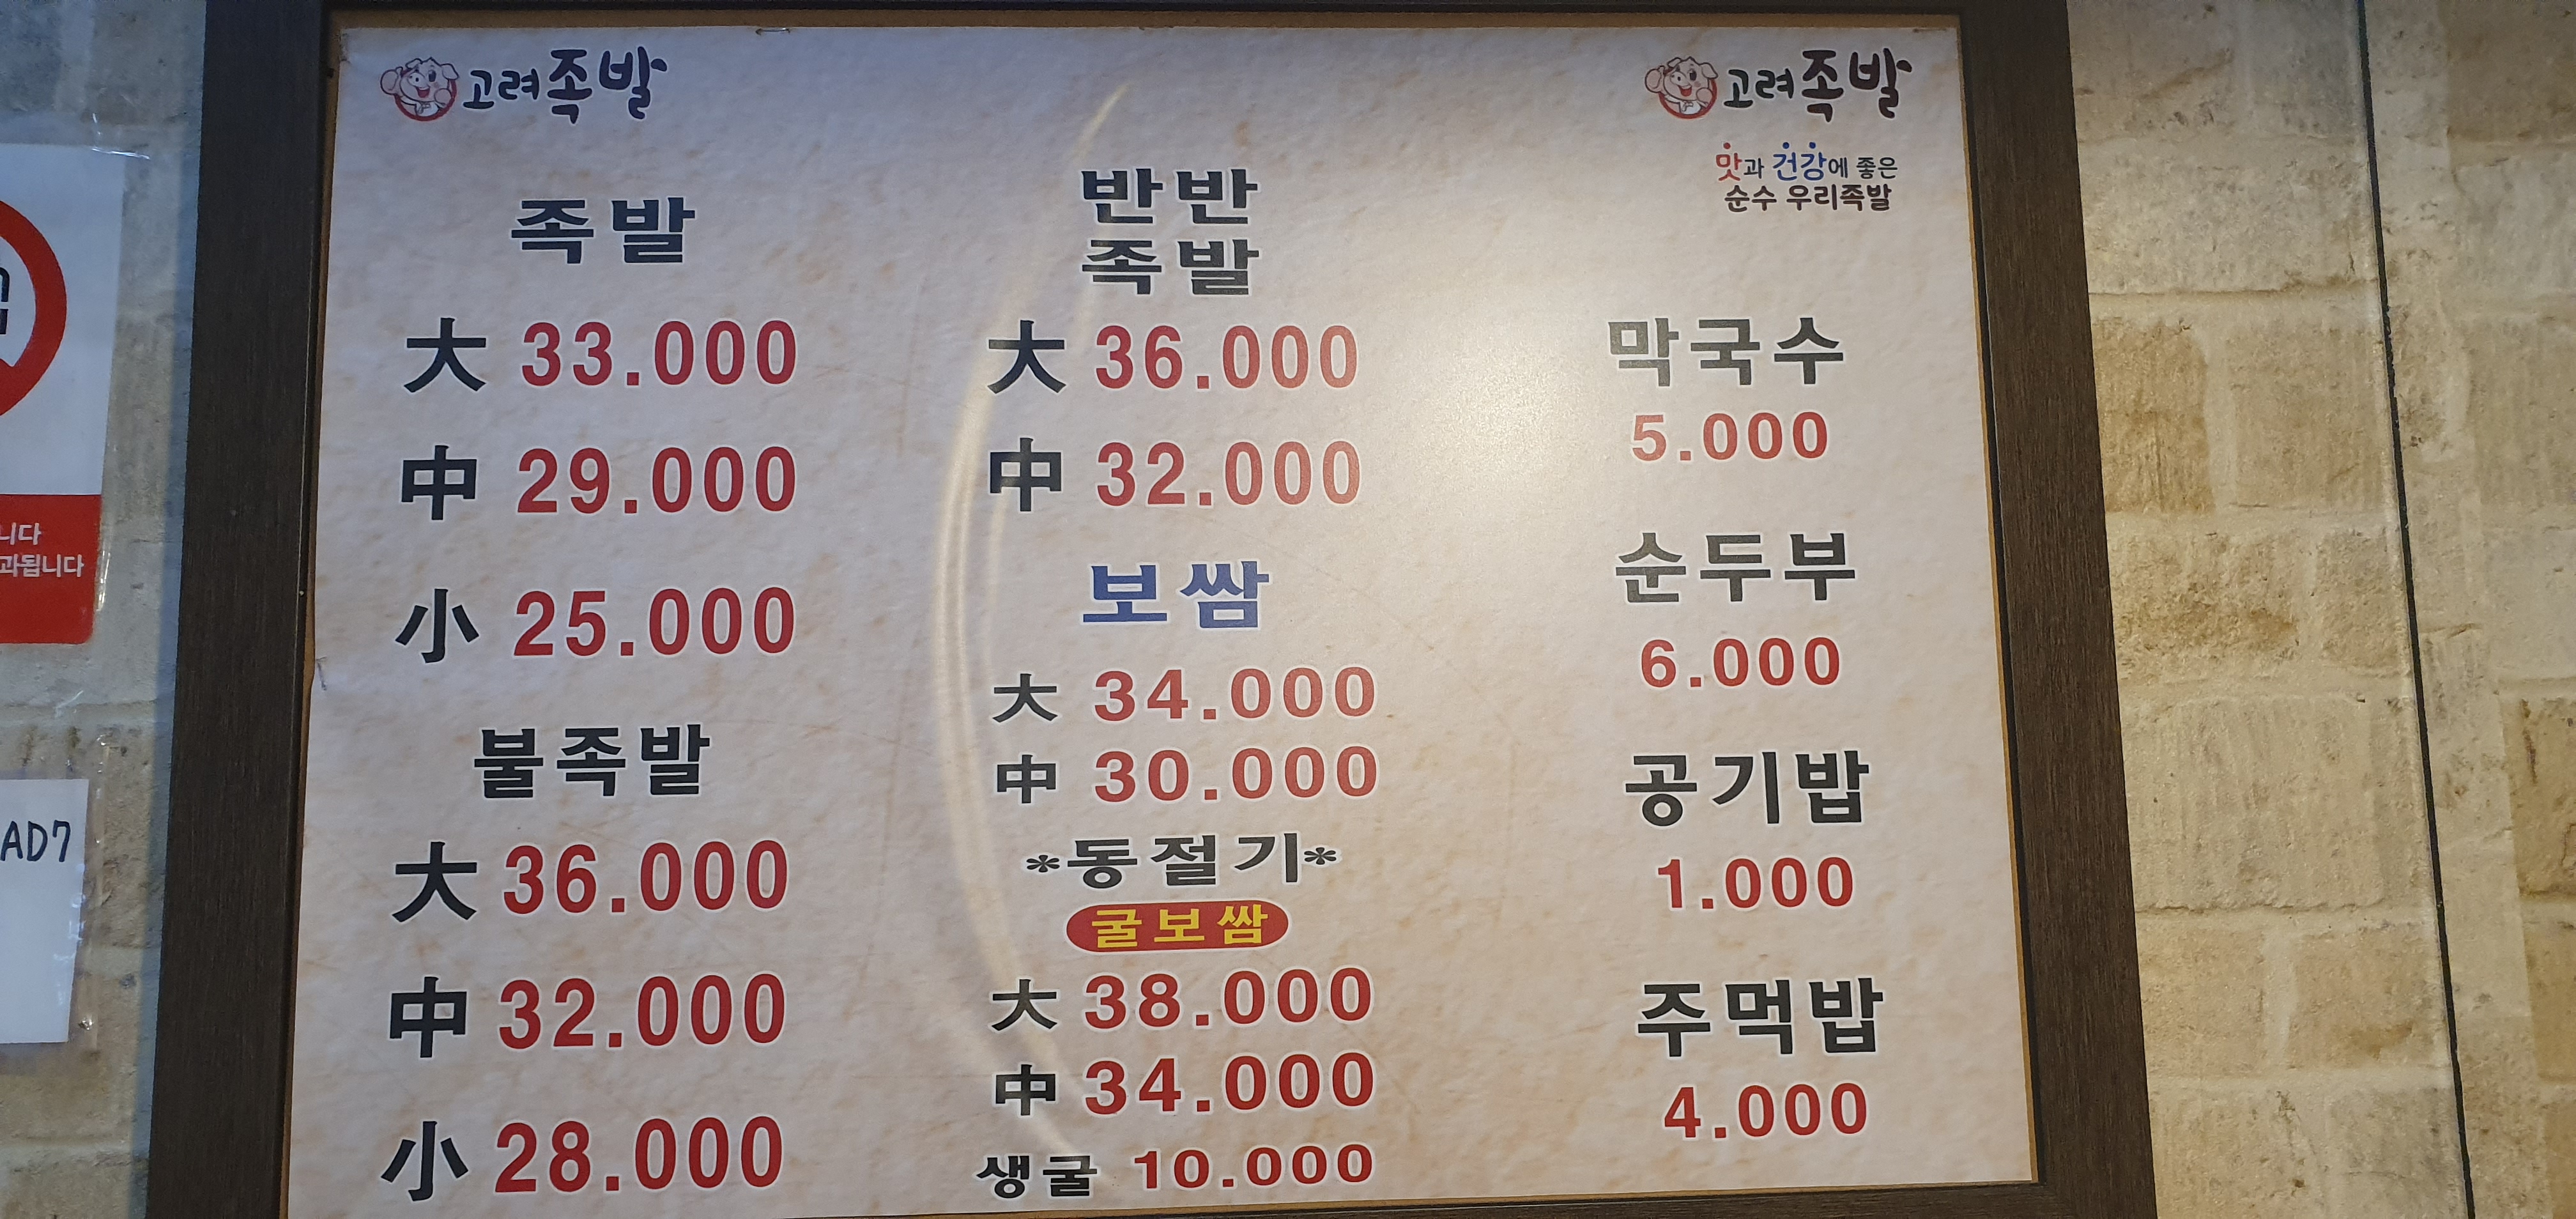 고려족발
족발
大 33.000
中 29.000
小 25.000
불족발
大 36.000
中 32.000
小 28.000
반반
족발
大 36.000
中 32.000
보쌈
大 34.000
中 30.000
*동절기*
굴보쌈
大 38.000
中 34.000
생굴 10.000
고려족발
맛과 건강에 좋은
순수 우리족발
막국수
5.000
순두부
6.000
공기밥
1.000
주먹밥
4.000
니다
과됩니다
AD7